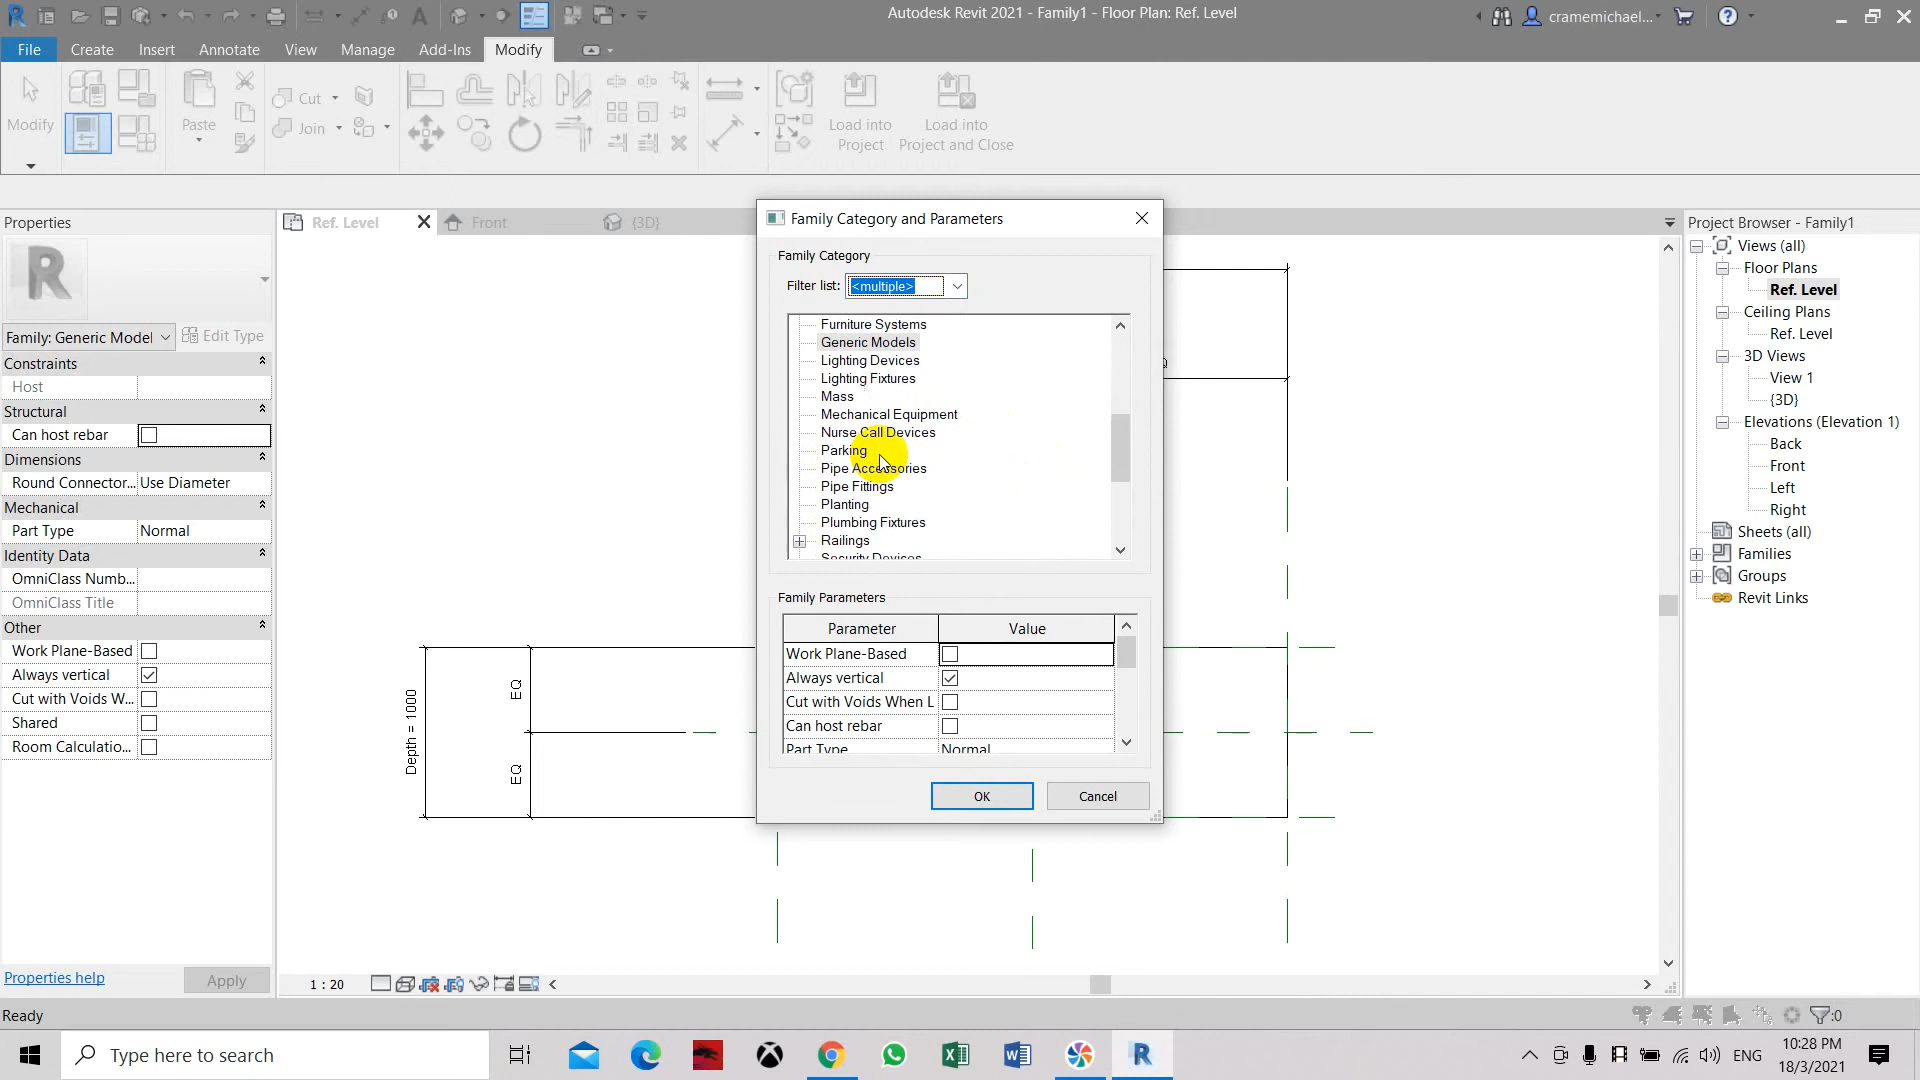 Autodesk Revit 2021 - Family1 - Floor Plan: Ref. Level
cramemichael...
File Create Insert Annotate View Manage Add-Ins Modify
Modify
Paste
Cut
Join
Load into Project
Load into Project and Close
Properties
R
Family: Generic Model
Edit Type
Constraints
Host
Structural
Can host rebar
Dimensions
Round Connector... Use Diameter
Mechanical
Part Type Normal
Identity Data
OmniClass Numb...
OmniClass Title
Other
Work Plane-Based
Always vertical
Cut with Voids W...
Shared
Room Calculatio...
Properties help
Apply
Ref. Level
Front
{3D}
Depth = 1000
EQ
EQ
1 : 20
Family Category and Parameters
Family Category
Filter list: <multiple>
Furniture Systems
Generic Models
Lighting Devices
Lighting Fixtures
Mass
Mechanical Equipment
Nurse Call Devices
Parking
Pipe Accessories
Pipe Fittings
Planting
Plumbing Fixtures
Railings
Security Devices
Family Parameters
Parameter Value
Work Plane-Based
Always vertical
Cut with Voids When L
Can host rebar
Part Type Normal
OK
Cancel
Project Browser - Family1
Views (all)
Floor Plans
Ref. Level
Ceiling Plans
Ref. Level
3D Views
View 1
{3D}
Elevations (Elevation 1)
Back
Front
Left
Right
Sheets (all)
Families
Groups
Revit Links
Ready
:0
Type here to search
ENG
10:28 PM
18/3/2021